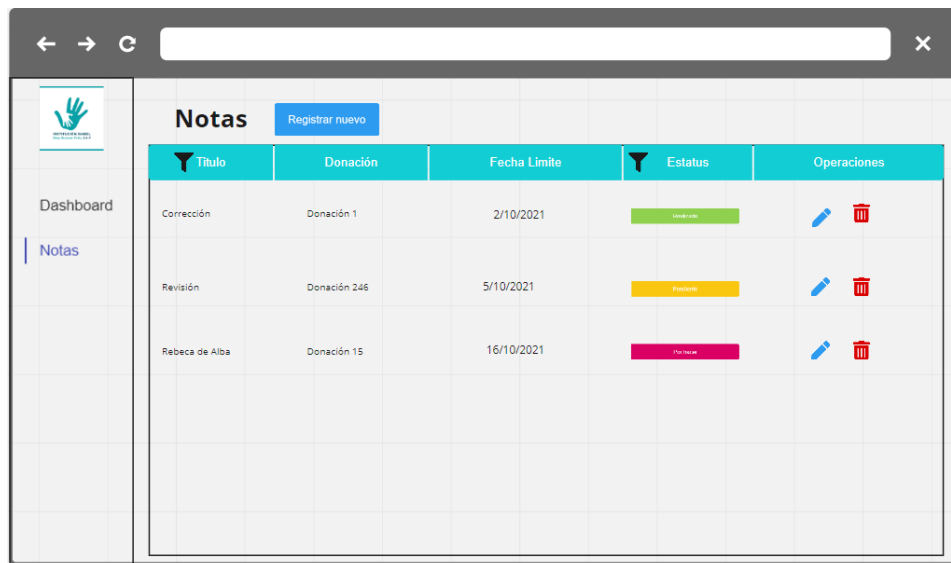 Notas
Registrar nuevo
Titulo Donación Fecha Limite Estatus Operaciones
Dashboard
Notas
Corrección Donación 1 2/10/2021
Revisión Donación 246 5/10/2021 Pendiente
Rebeca de Alba Donación 15 16/10/2021 Por hacer